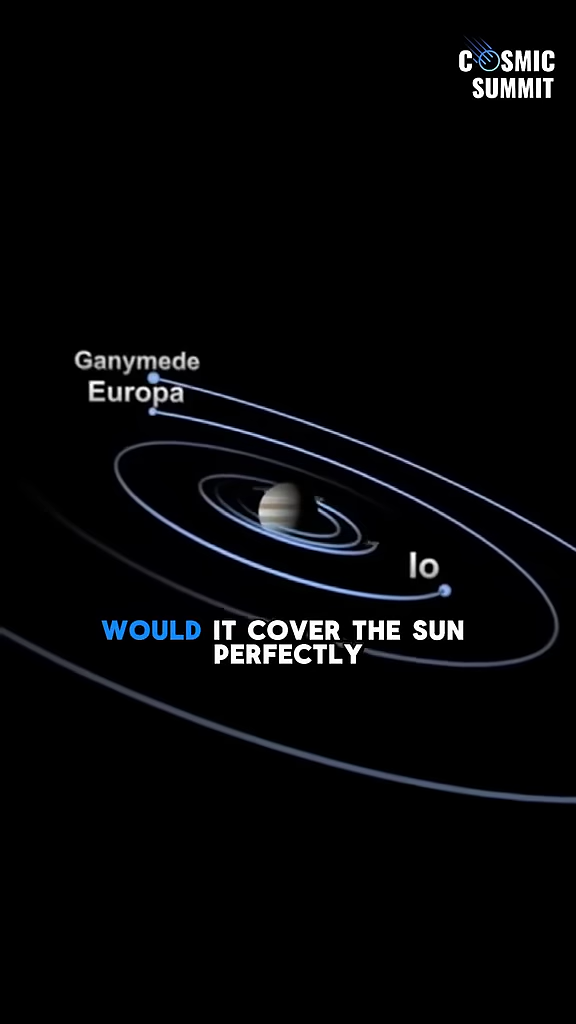 COSMIC
SUMMIT
Ganymede
Europa
Io
WOULD IT COVER THE SUN
PERFECTLY